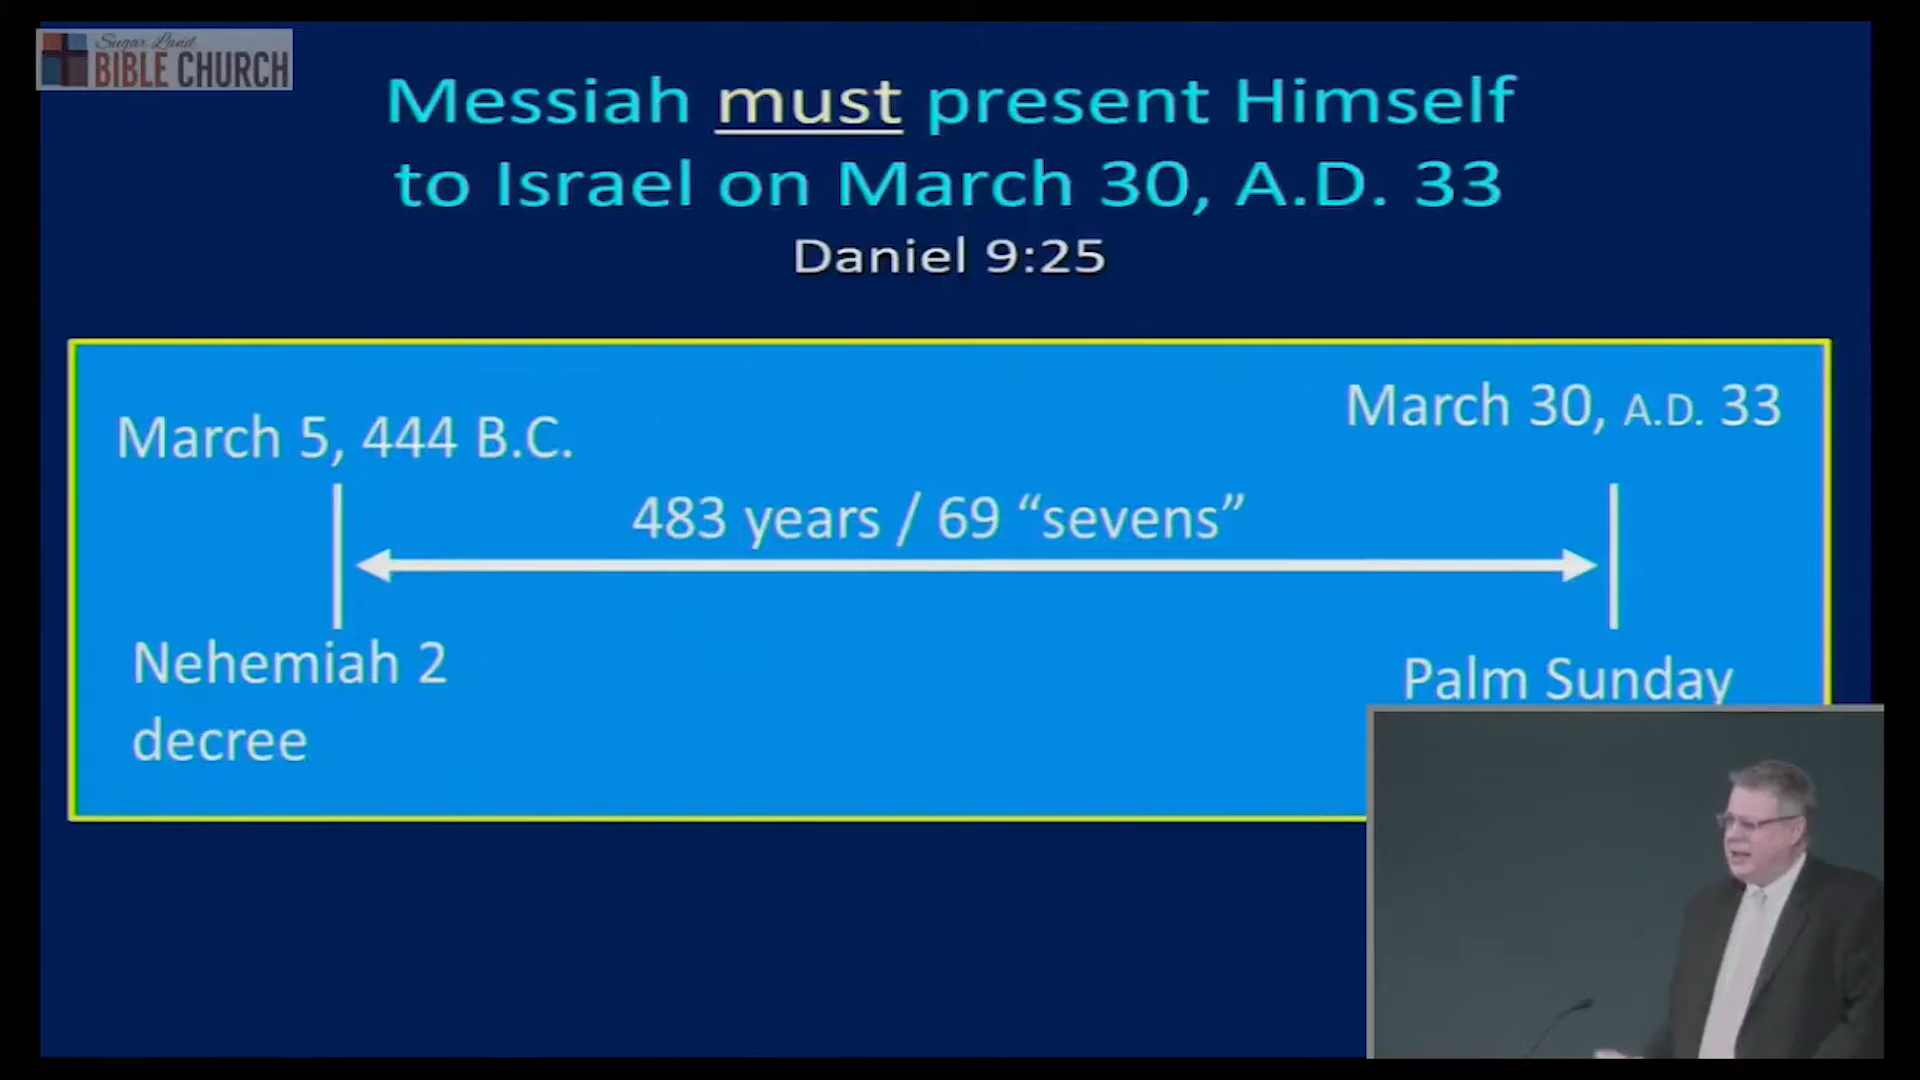 Sugar Land
BIBLE CHURCH
Messiah must present Himself
to Israel on March 30, A.D. 33
Daniel 9:25
March 5, 444 B.C.
March 30, A.D. 33
483 years / 69 “sevens”
Nehemiah 2
decree
Palm Sunday